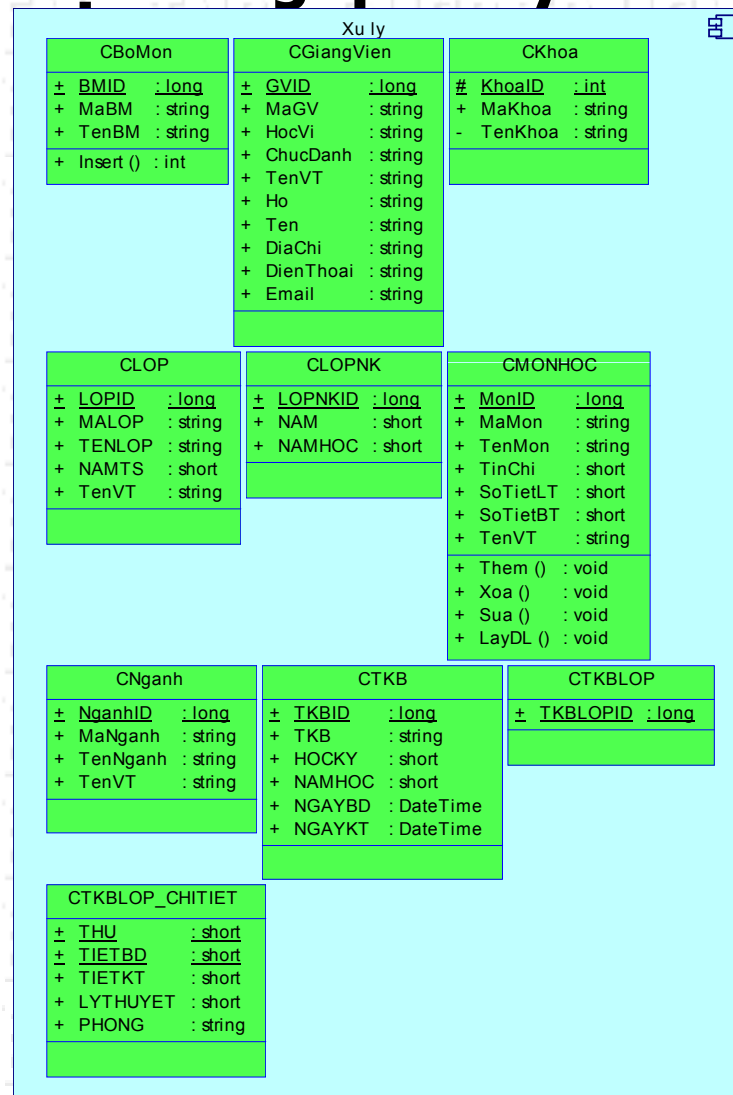 Xu ly
CBoMon
+ BMID : long
+ MaBM : string
+ TenBM : string
+ Insert () : int
CGiangVien
+ GVID : long
+ MaGV : string
+ HocVi : string
+ ChucDanh : string
+ TenVT : string
+ Ho : string
+ Ten : string
+ DiaChi : string
+ DienThoai : string
+ Email : string
CKhoa
# KhoaID : int
+ MaKhoa : string
- TenKhoa : string
CLOP
+ LOPID : long
+ MALOP : string
+ TENLOP : string
+ NAMTS : short
+ TenVT : string
CLOPNK
+ LOPNKID : long
+ NAM : short
+ NAMHOC : short
CMONHOC
+ MonID : long
+ MaMon : string
+ TenMon : string
+ TinChi : short
+ SoTietLT : short
+ SoTietBT : short
+ TenVT : string
+ Them () : void
+ Xoa () : void
+ Sua () : void
+ LayDL () : void
CNganh
+ NganhID : long
+ MaNganh : string
+ TenNganh : string
+ TenVT : string
CTKB
+ TKBID : long
+ TKB : string
+ HOCKY : short
+ NAMHOC : short
+ NGAYBD : DateTime
+ NGAYKT : DateTime
CTKBLOP
+ TKBLOPID : long
CTKBLOP_CHITIET
+ THU : short
+ TIETBD : short
+ TIETKT : short
+ LYTHUYET : short
+ PHONG : string